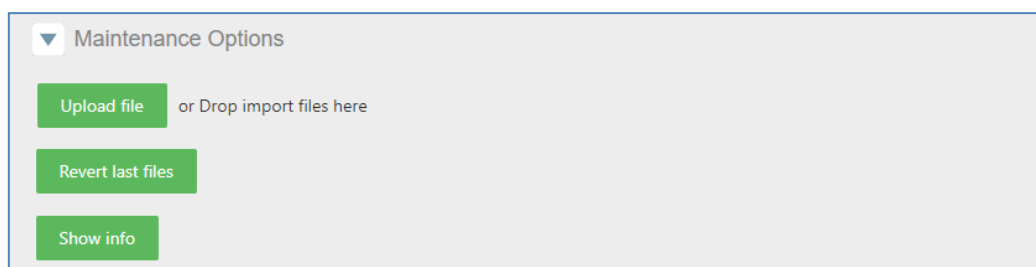 Maintenance Options
Upload file or Drop import files here
Revert last files
Show info